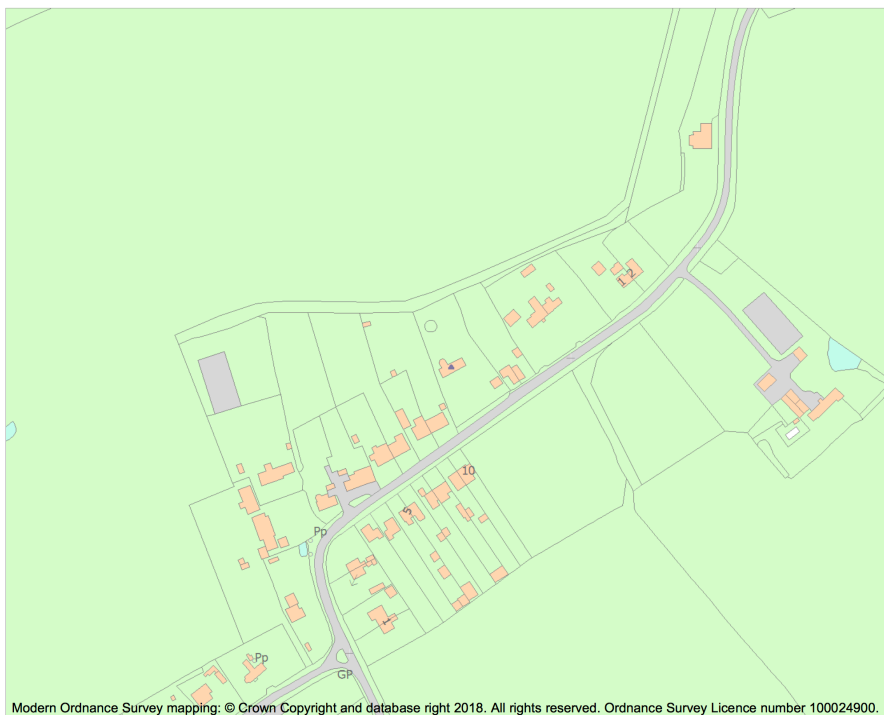 1 2
10
5
Pp
1
Pp
GP
Modern Ordnance Survey mapping: © Crown Copyright and database right 2018. All rights reserved. Ordnance Survey Licence number 100024900.